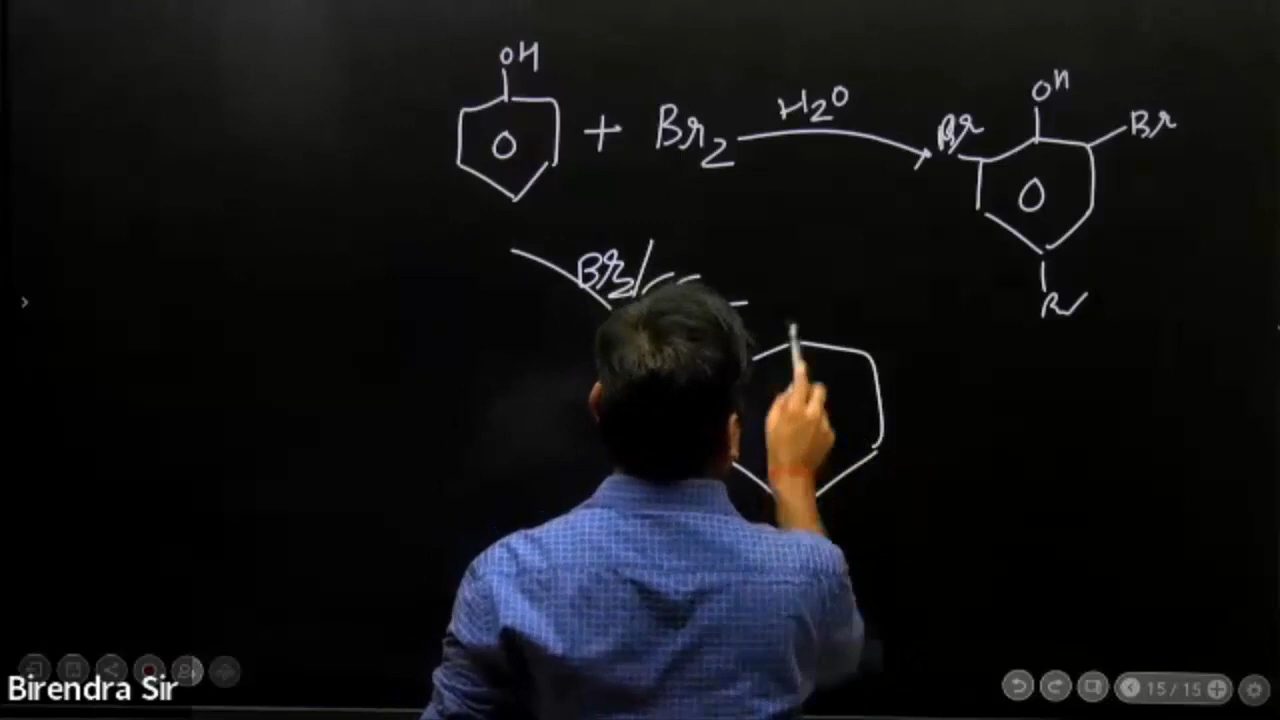 OH
+ Br2 H2O
OH
Br Br
Br
Br2/
Birendra Sir
15/15